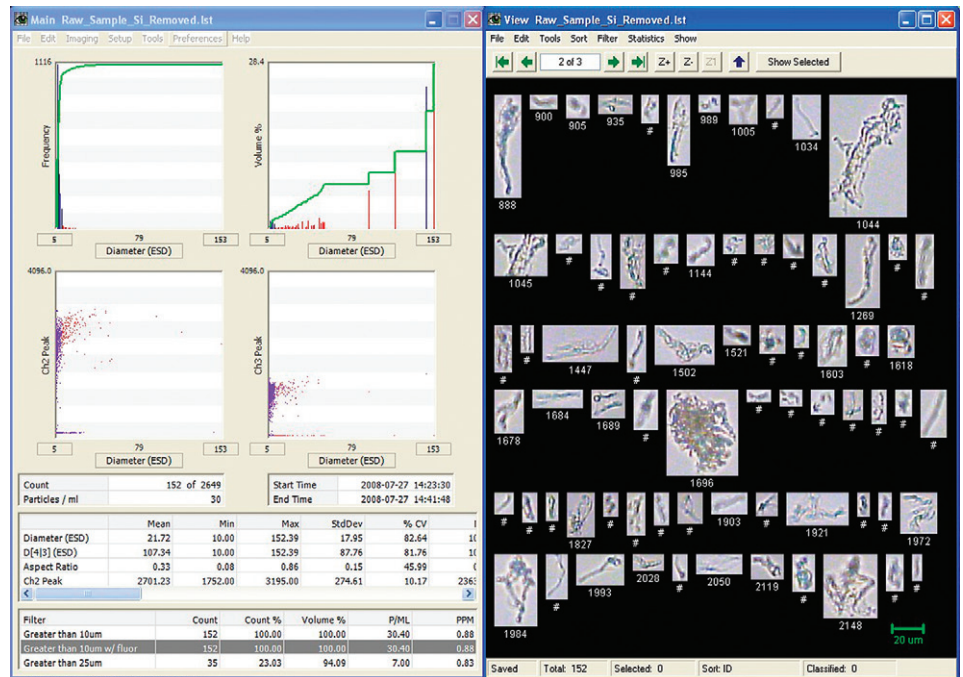 Main Raw_Sample_Si_Removed.lst
File Edit Imaging Setup Tools Preferences Help
1116
Frequency
5 79 153
Diameter (ESD)
28.4
Volume %
5 79 153
Diameter (ESD)
4096.0
Ch2 Peak
5 79 153
Diameter (ESD)
4096.0
Ch3 Peak
5 79 153
Diameter (ESD)
Count 152 of 2649
Particles / ml 30
Start Time 2008-07-27 14:23:30
End Time 2008-07-27 14:41:48
Mean Min Max StdDev % CV
Diameter (ESD) 21.72 10.00 152.39 17.95 82.64
D[4|3] (ESD) 107.34 10.00 152.39 87.76 81.76
Aspect Ratio 0.33 0.08 0.86 0.15 45.99
Ch2 Peak 2701.23 1752.00 3195.00 274.61 10.17 2363
Filter Count Count % Volume % P/ML PPM
Greater than 10um 152 100.00 100.00 30.40 0.88
Greater than 10um w/ fluor 152 100.00 100.00 30.40 0.88
Greater than 25um 35 23.03 94.09 7.00 0.83
View Raw_Sample_Si_Removed.lst
File Edit Tools Sort Filter Statistics Show
2 of 3 Z+ Z- Z1 Show Selected
888 900 905 935 # 985 989 1005 # 1034 1044
1045 # # # # 1144 # # # # 1269 # #
# # 1447 # 1502 1521 # # 1603 # 1618
1678 1684 1689 # 1696 # # # # # # #
# # # 1827 # # # # 1903 # 1921 # # 1972
1984 # 1993 2028 # 2050 2119 # 2148 #
20 um
Saved Total: 152 Selected: 0 Sort: ID Classified: 0